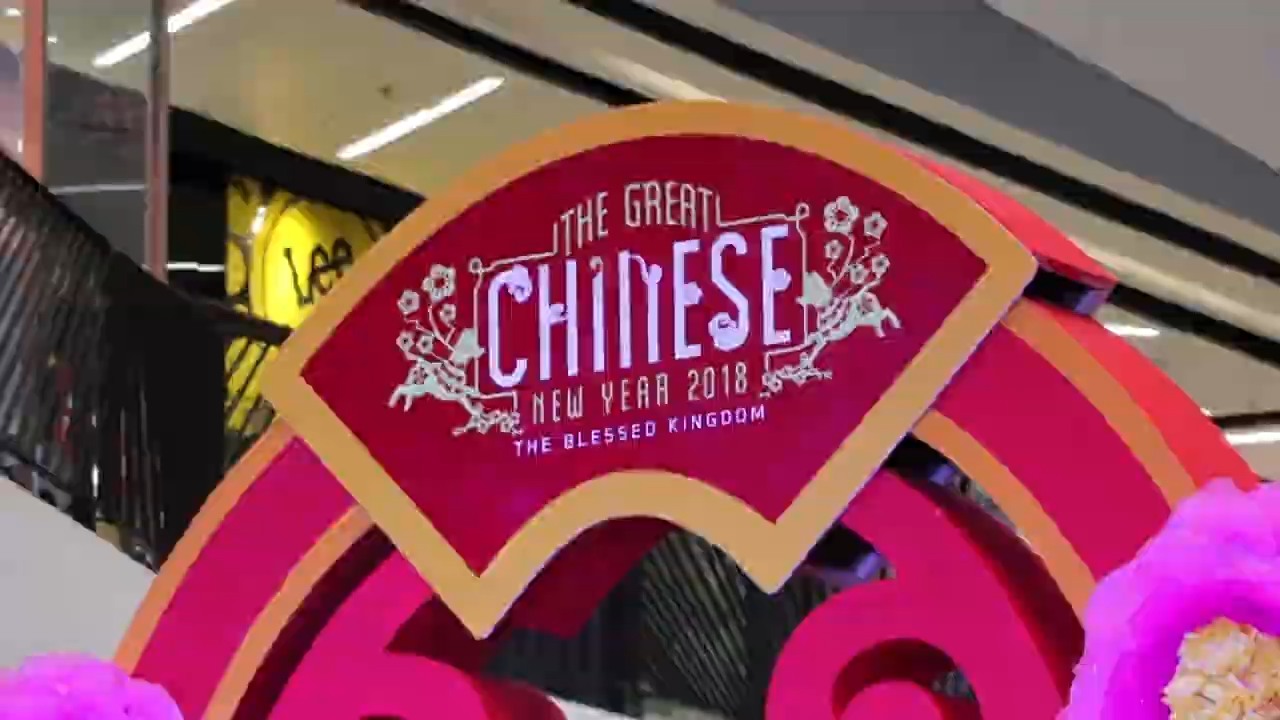 Lee
THE GREAT
CHINESE
NEW YEAR 2018
THE BLESSED KINGDOM